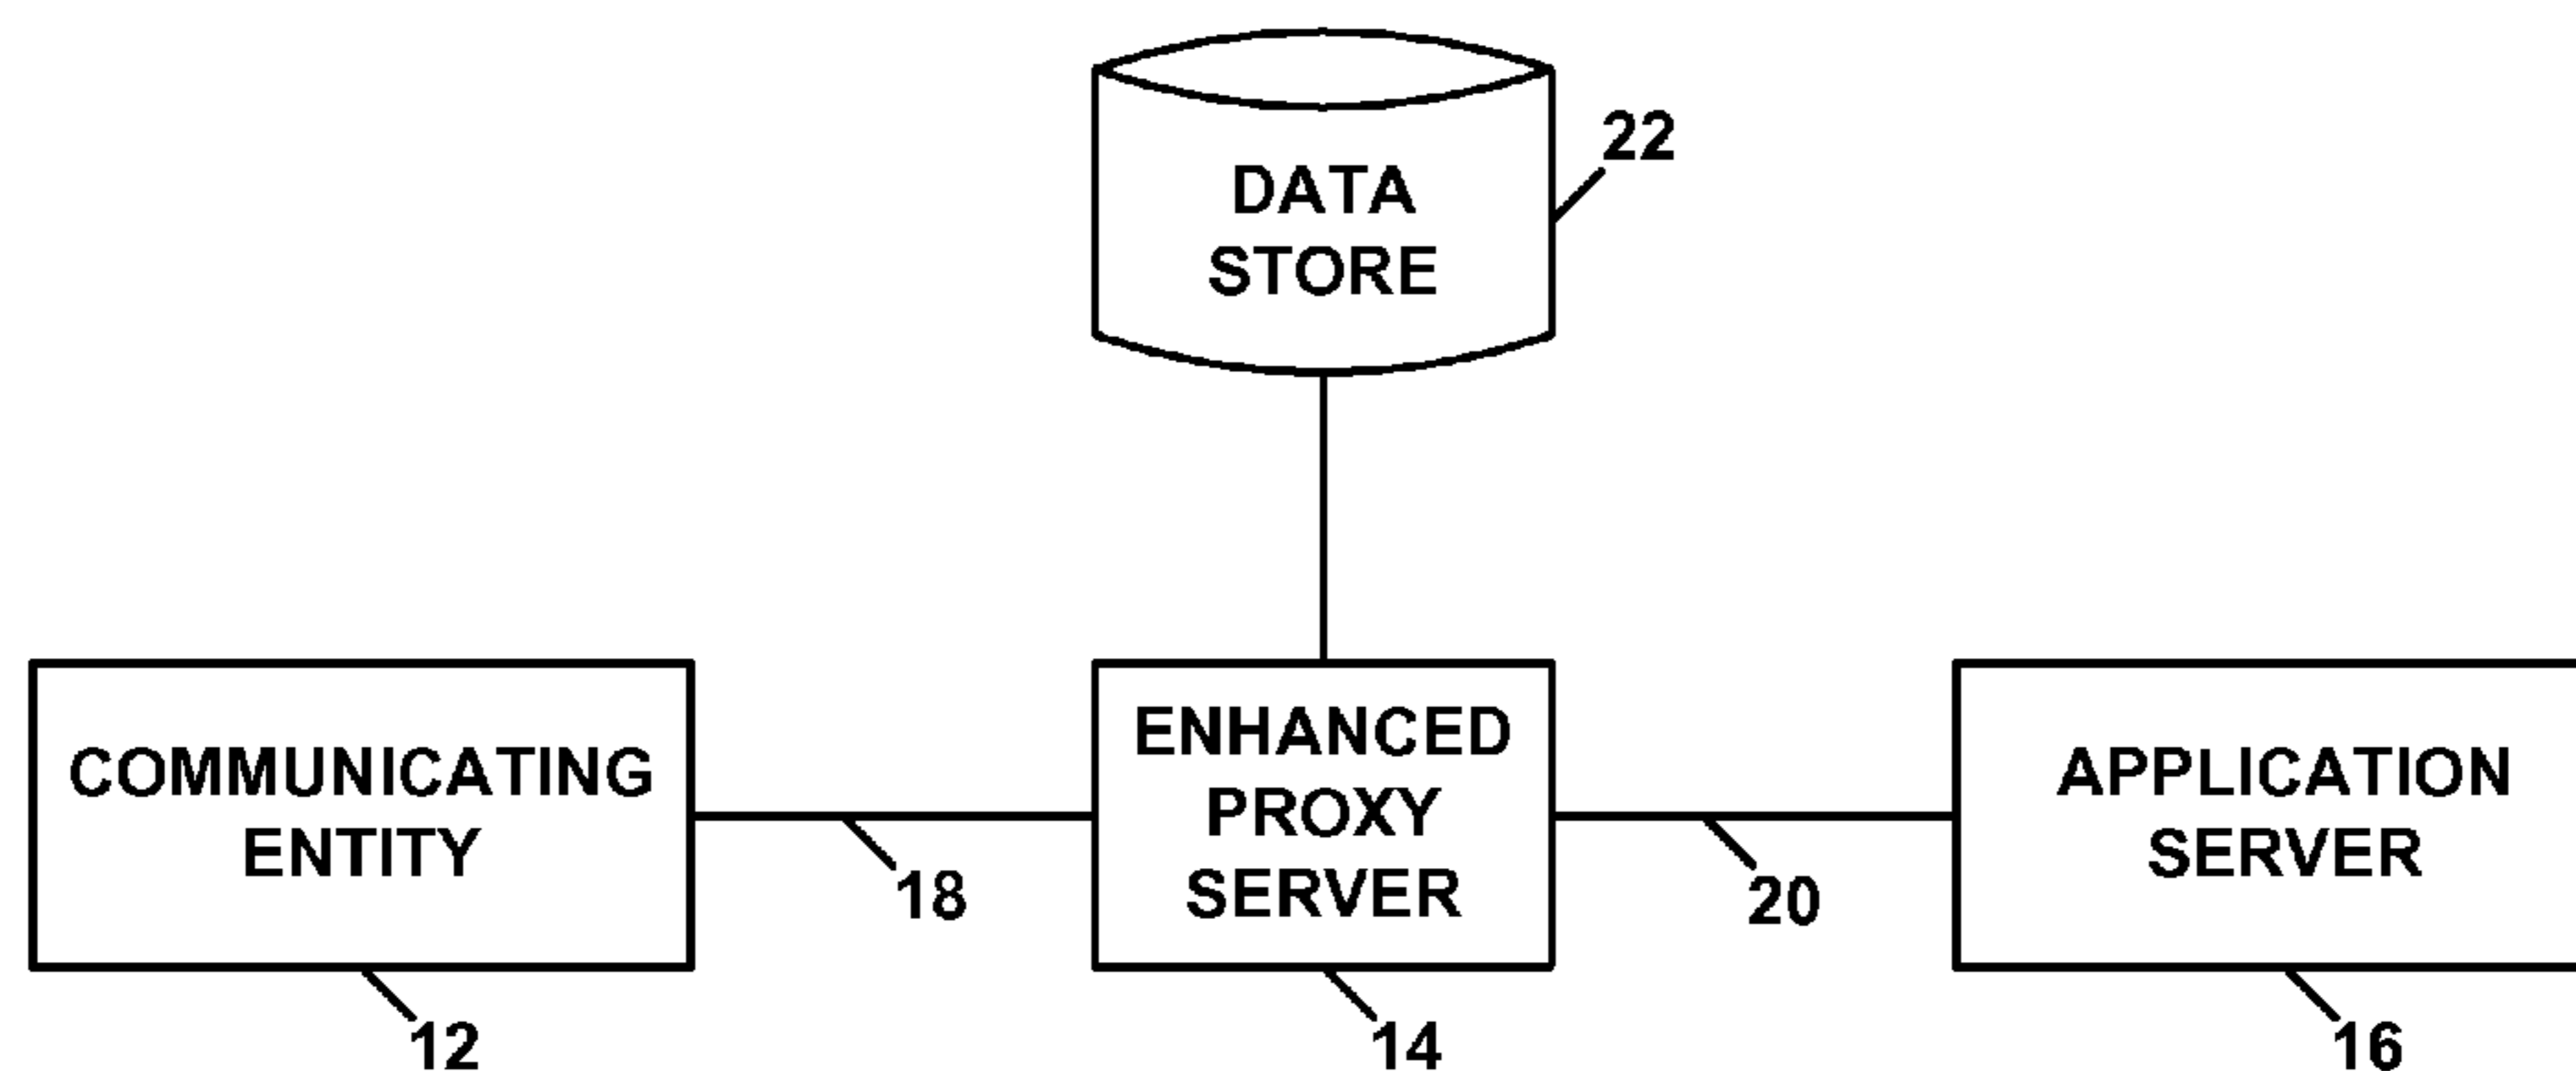 DATA
STORE
22
COMMUNICATING
ENTITY
ENHANCED
PROXY
SERVER
APPLICATION
SERVER
18
20
12
14
16